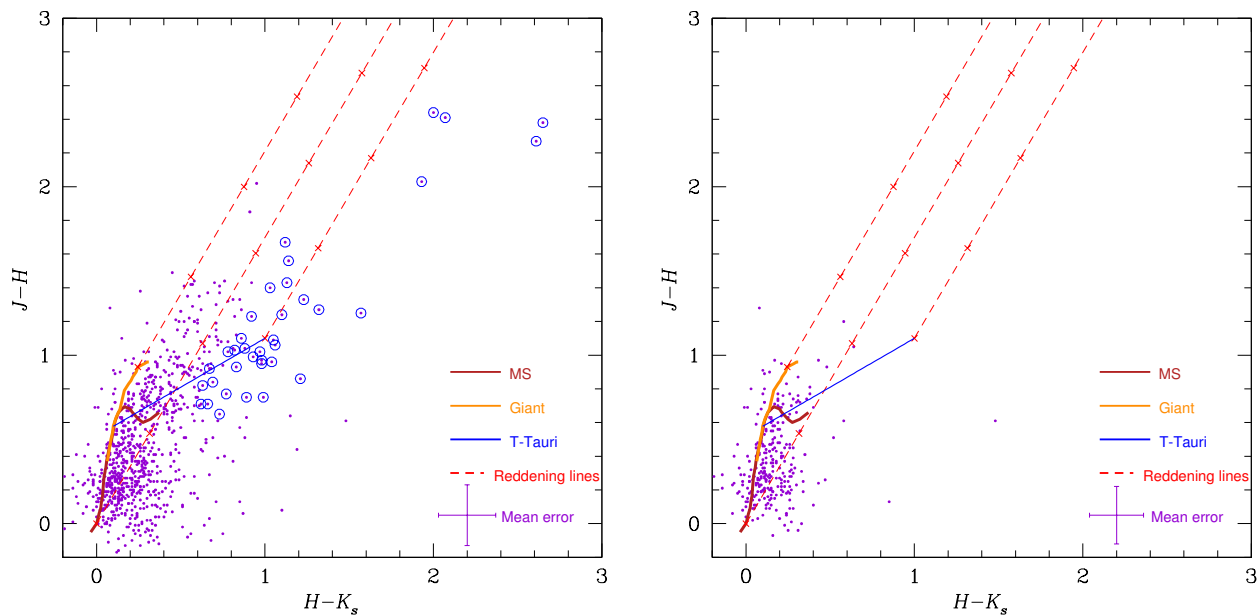 3
2
1
0
J−H
MS
Giant
T-Tauri
Reddening lines
Mean error
0
1
2
3
H−Ks
3
2
1
0
J−H
MS
Giant
T-Tauri
Reddening lines
Mean error
0
1
2
3
H−Ks